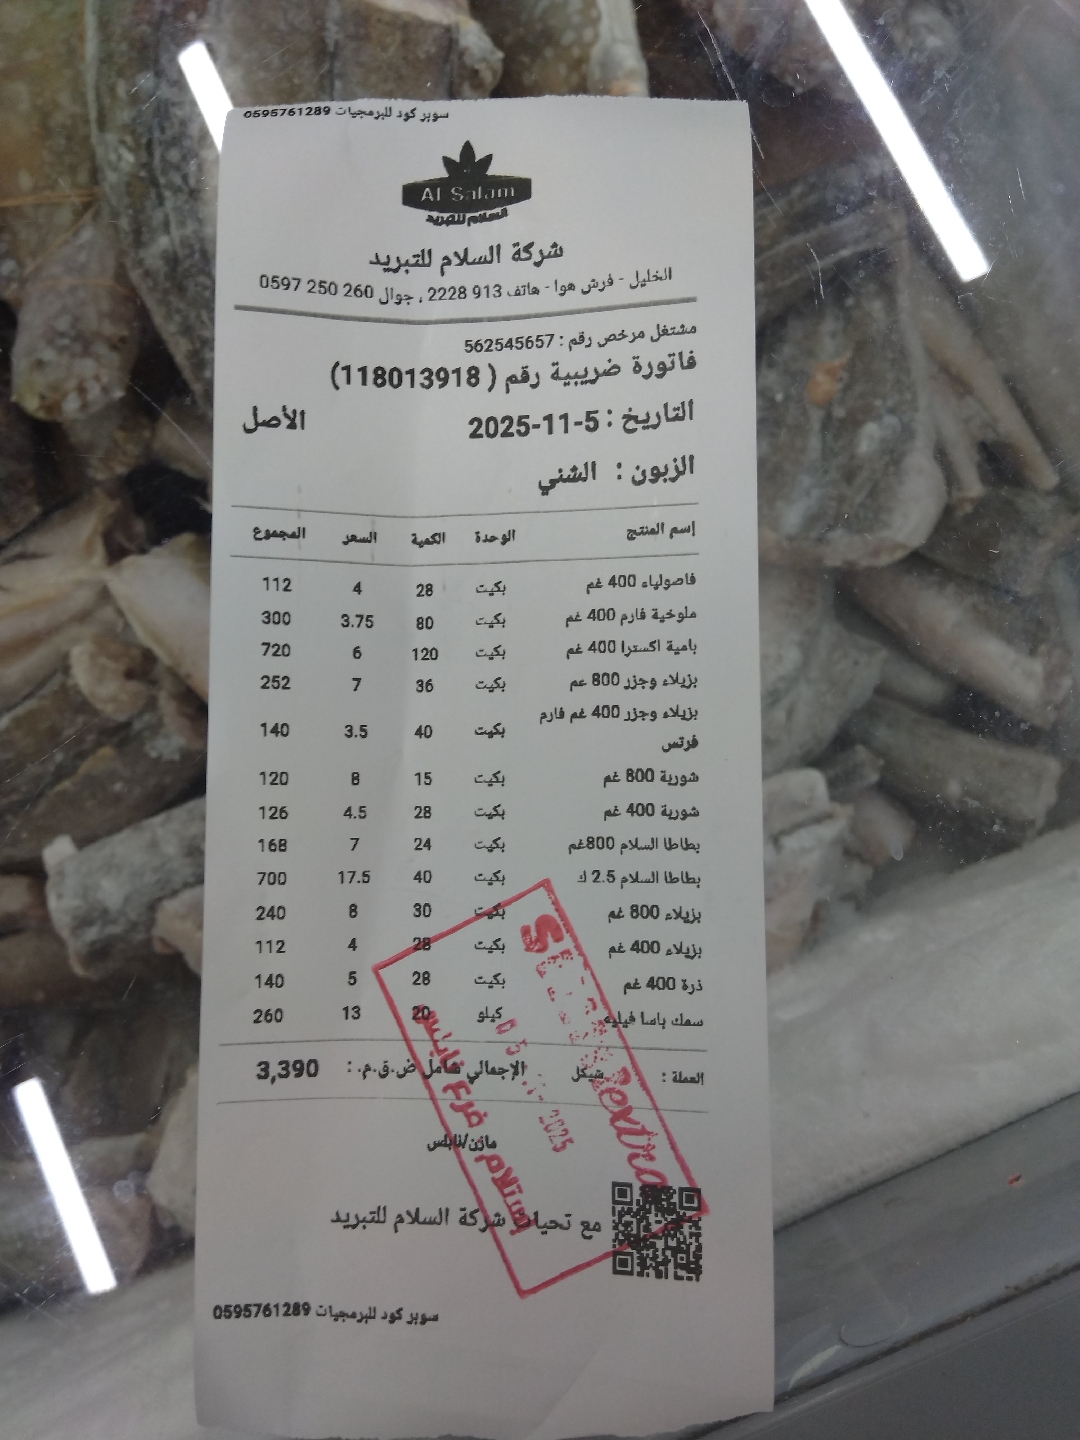 سوبر كود للبرمجيات 0595761289
Al Salam
السلام للتبريد
شركة السلام للتبريد
الخليل - فرش هوا - هاتف 913 2228 ، جوال 260 250 0597
مشتغل مرخص رقم : 562545657
فاتورة ضريبية رقم ( 118013918)
التاريخ : 5-11-2025 الأصل
الزبون : الشني
إسم المنتج الوحدة الكمية السعر المجموع
فاصولياء 400 غم بكيت 28 4 112
ملوخية فارم 400 غم بكيت 80 3.75 300
بامية اكسترا 400 غم بكيت 120 6 720
بزيلاء وجزر 800 غم بكيت 36 7 252
بزيلاء وجزر 400 غم فارم
فرتس بكيت 40 3.5 140
شوربة 800 غم بكيت 15 8 120
شوربة 400 غم بكيت 28 4.5 126
بطاطا السلام 800غم بكيت 24 7 168
بطاطا السلام 2.5 ك بكيت 40 17.5 700
بزيلاء 800 غم بكيت 30 8 240
بزيلاء 400 غم بكيت 28 4 112
ذرة 400 غم بكيت 28 5 140
سمك باسا فيليه كيلو 20 13 260
العملة : شيكل الإجمالي شامل ض.ق.م. : 3,390
مازن/نابلس
مع تحيات شركة السلام للتبريد
extra
2025
استلام فرع نابلس
سوبر كود للبرمجيات 0595761289